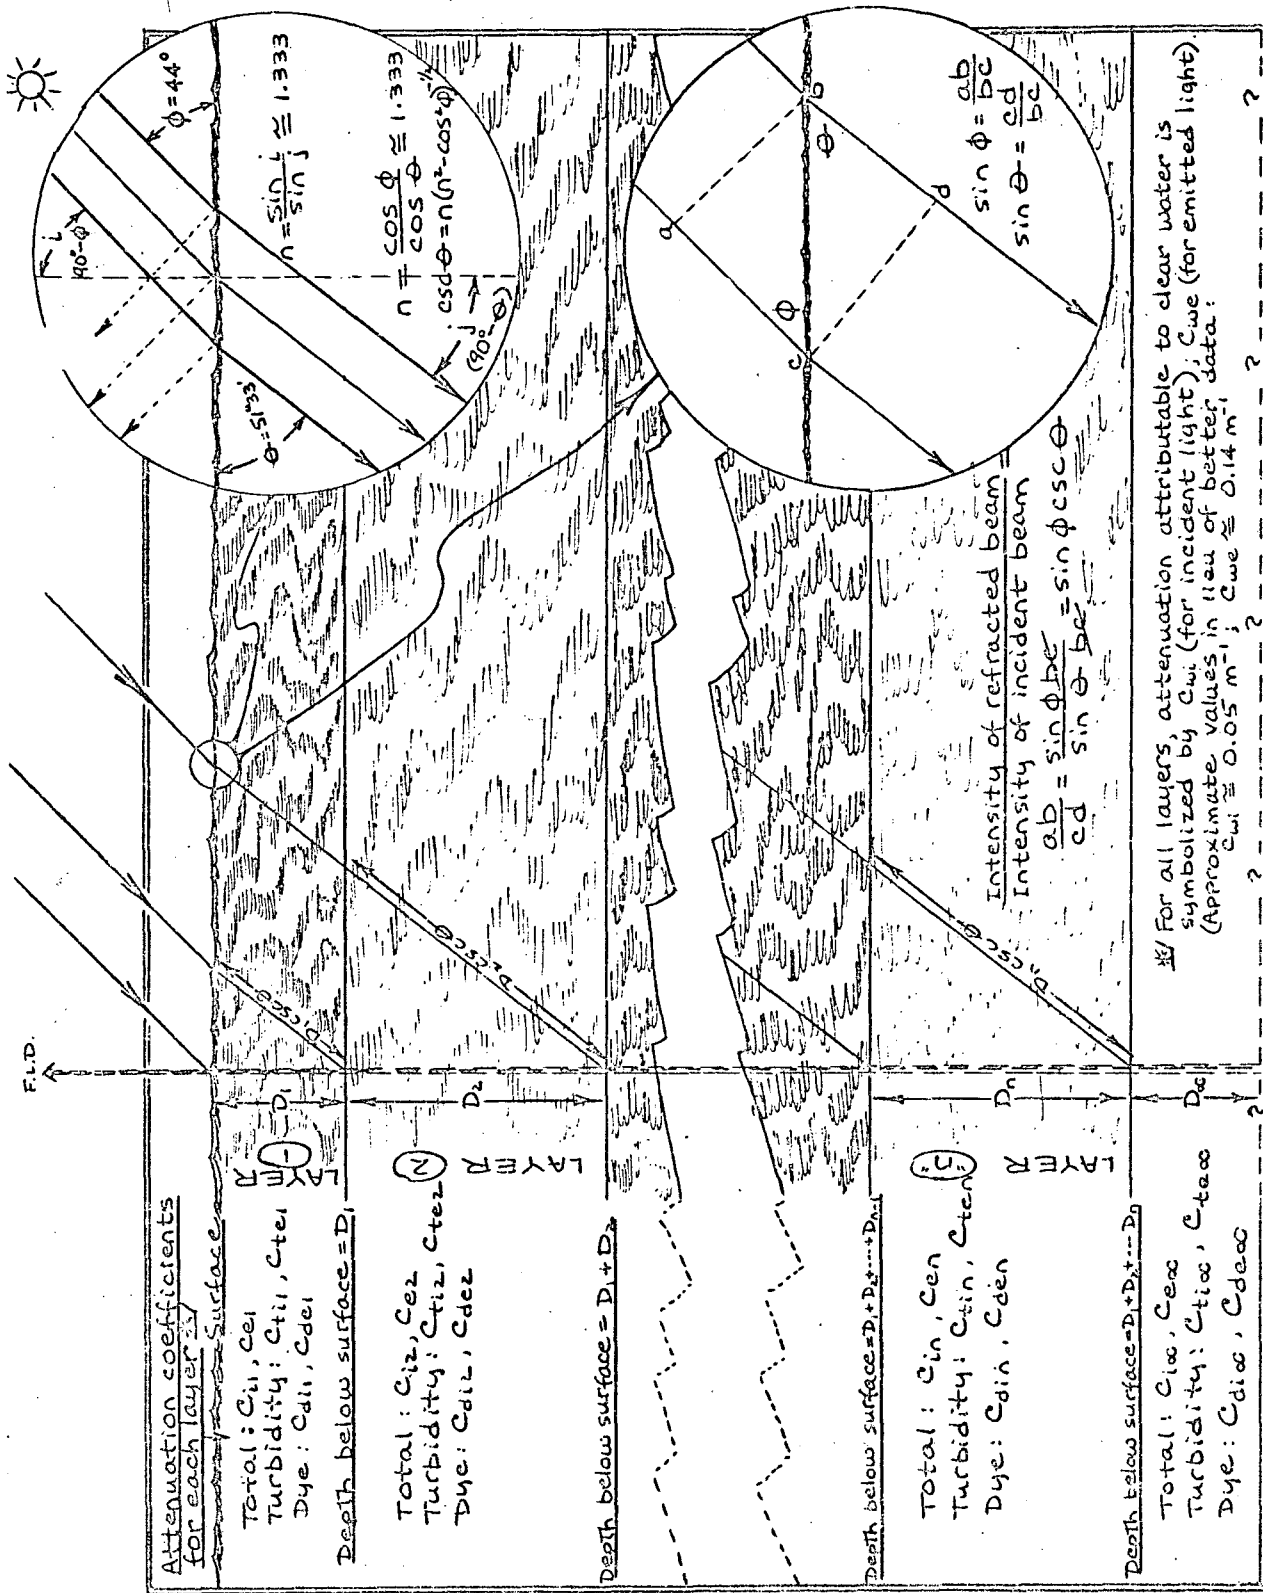 F.L.D.
Attenuation coefficients
for each layer ※/
Surface
Total: Ci1, Ce1
Turbidity: Cti1, Cte1
Dye: Cdi1, Cde1
LAYER 1
D1
D1 cscθ
Depth below surface = D1
Total: Ci2, Ce2
Turbidity: Cti2, Cte2
Dye: Cdi2, Cde2
LAYER 2
D2
D2 cscθ
Depth below surface = D1 + D2
Depth below surface = D1+D2+···+Dn-1
Total: Cin, Cen
Turbidity: Ctin, Cten
Dye: Cdin, Cden
LAYER "n"
Dn
Dn cscθ
Depth below surface = D1+D2+···Dn
Total: Ci∝, Ce∝
Turbidity: Cti∝, Cte∝
Dye: Cdi∝, Cde∝
D∝
i
90°-ϕ
ϕ=44°
θ=51°33'
n = sin i / sin j ≅ 1.333
n = cos ϕ / cos θ ≅ 1.333
csdθ=n(n²-cos²ϕ)^-½
j
(90°-θ)
a
b
c
d
ϕ
θ
sin ϕ = ab/bc
sin θ = cd/bc
Intensity of refracted beam =
Intensity of incident beam
ab/cd = sin ϕ bc / sin θ bc = sin ϕ csc θ
※/ For all layers, attenuation attributable to clear water is
symbolized by Cwi (for incident light); Cwe (for emitted light).
(Approximate values in lieu of better data:
Cwi ≅ 0.05 m⁻¹; Cwe ≅ 0.14 m⁻¹
? ? ? ?